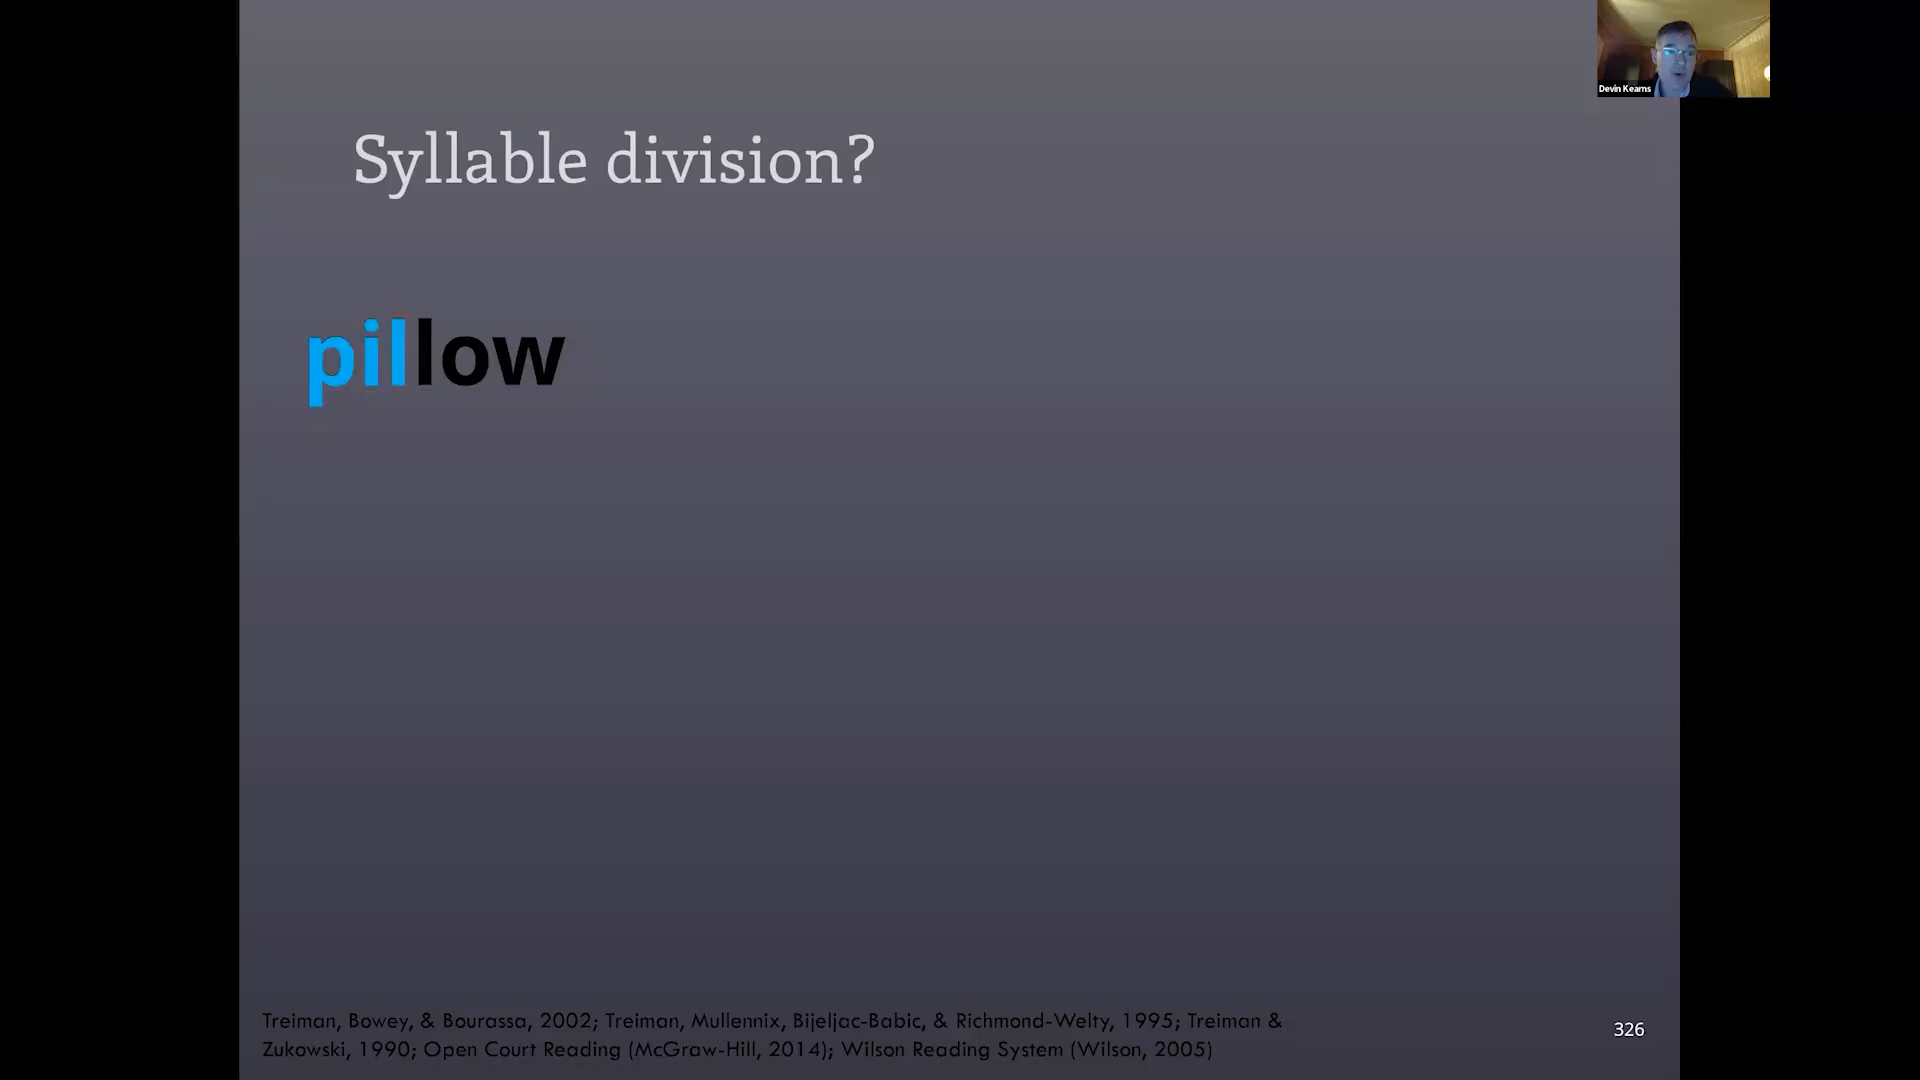 Devin Kearns
Syllable division?
pillow
Treiman, Bowey, & Bourassa, 2002; Treiman, Mullennix, Bijeljac-Babic, & Richmond-Welty, 1995; Treiman &
Zukowski, 1990; Open Court Reading (McGraw-Hill, 2014); Wilson Reading System (Wilson, 2005)
326